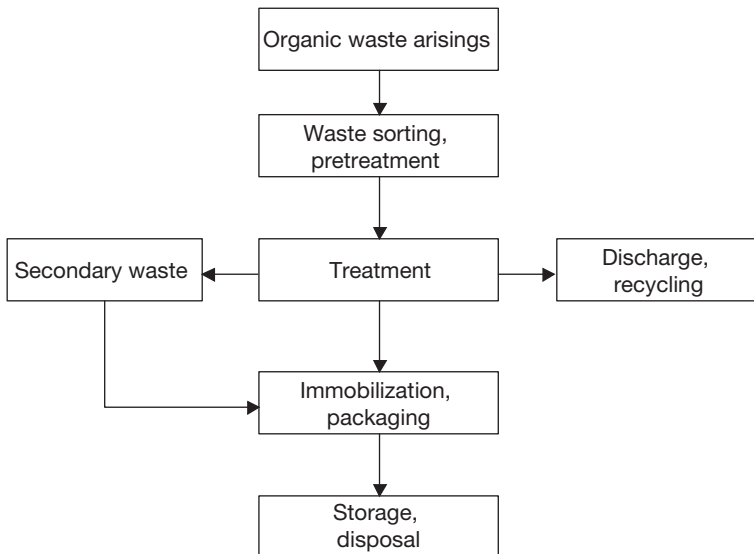 Organic waste arisings
Waste sorting,
pretreatment
Secondary waste
Treatment
Discharge,
recycling
Immobilization,
packaging
Storage,
disposal